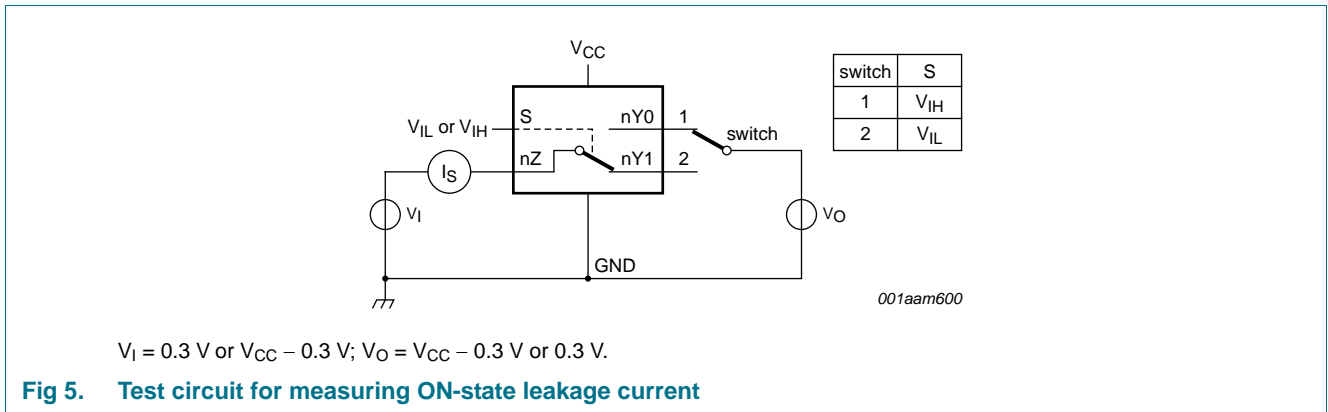 VCC
switch S
1 VIH
2 VIL
S nY0 1
VIL or VIH
switch
nZ nY1 2
IS
VI
VO
GND
001aam600
VI = 0.3 V or VCC − 0.3 V; VO = VCC − 0.3 V or 0.3 V.
Fig 5. Test circuit for measuring ON-state leakage current